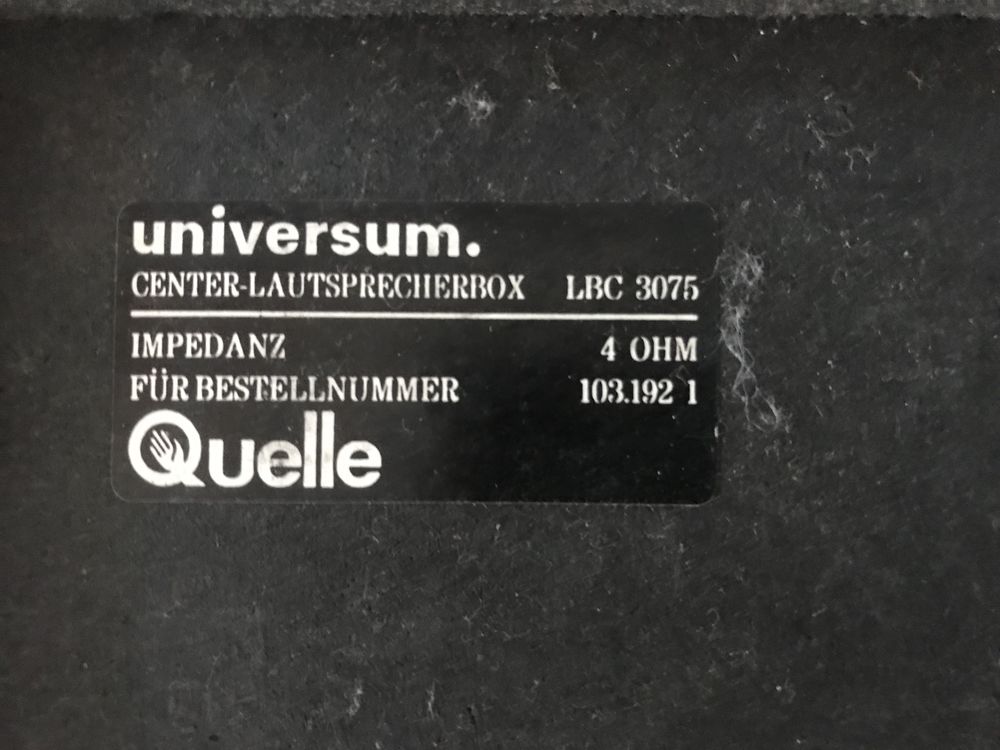 universum.
CENTER-LAUTSPRECHERBOX LBC 3075
IMPEDANZ 4 OHM
FÜR BESTELLNUMMER 103.192 1
Quelle